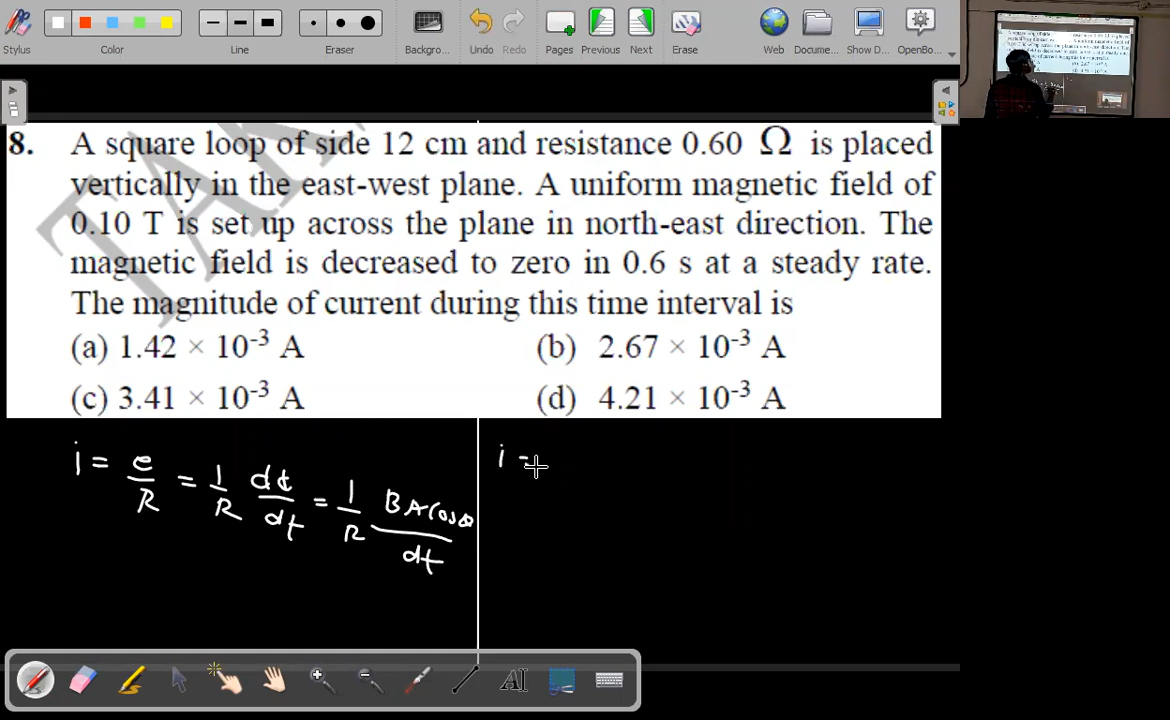 Stylus Color Line Eraser Backgro... Undo Redo Pages Previous Next Erase Web Docume... Show D... OpenBo...
8. A square loop of side 12 cm and resistance 0.60 Ω is placed
vertically in the east-west plane. A uniform magnetic field of
0.10 T is set up across the plane in north-east direction. The
magnetic field is decreased to zero in 0.6 s at a steady rate.
The magnitude of current during this time interval is
(a) 1.42 × 10⁻³ A (b) 2.67 × 10⁻³ A
(c) 3.41 × 10⁻³ A (d) 4.21 × 10⁻³ A
i = e/R = 1/R dϕ/dt = 1/R BA cosθ/dt
i =